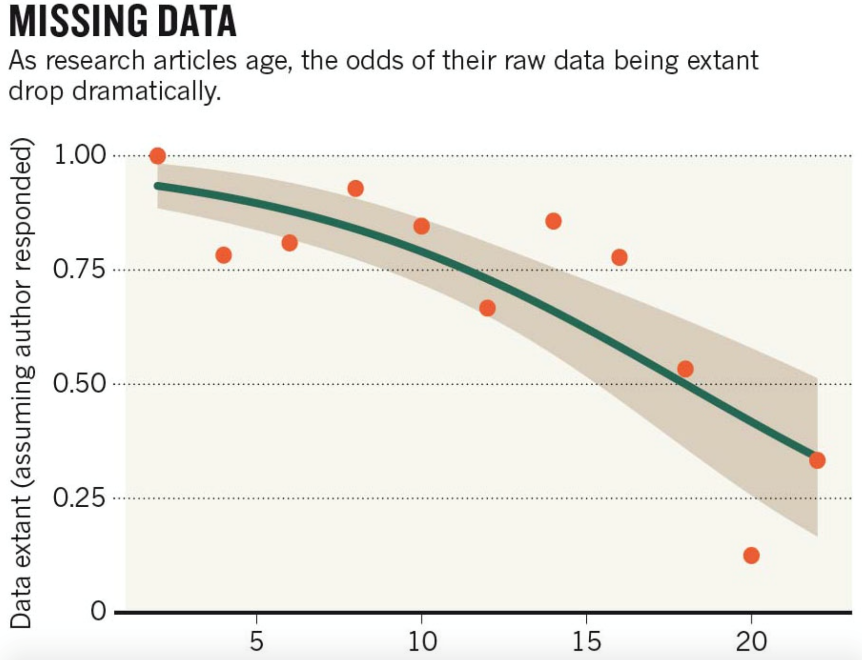 MISSING DATA
As research articles age, the odds of their raw data being extant
drop dramatically.
Data extant (assuming author responded)
1.00
0.75
0.50
0.25
0
5
10
15
20